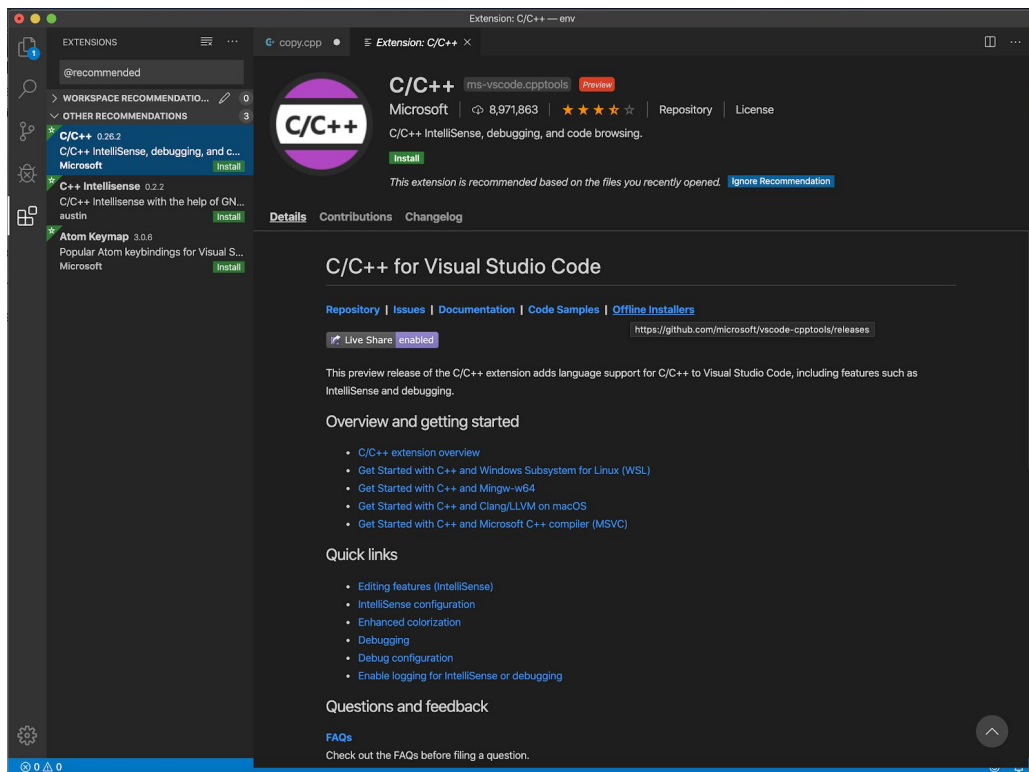 Extension: C/C++ — env
EXTENSIONS
copy.cpp
Extension: C/C++
1
@recommended
WORKSPACE RECOMMENDATIO... 0
OTHER RECOMMENDATIONS 3
C/C++ 0.26.2
C/C++ IntelliSense, debugging, and c...
Microsoft Install
C++ Intellisense 0.2.2
C/C++ Intellisense with the help of GN...
austin Install
Atom Keymap 3.0.6
Popular Atom keybindings for Visual S...
Microsoft Install
C/C++
C/C++ ms-vscode.cpptools Preview
Microsoft 8,971,863 Repository License
C/C++ IntelliSense, debugging, and code browsing.
Install
This extension is recommended based on the files you recently opened. Ignore Recommendation
Details Contributions Changelog
C/C++ for Visual Studio Code
Repository | Issues | Documentation | Code Samples | Offline Installers
https://github.com/microsoft/vscode-cpptools/releases
Live Share enabled
This preview release of the C/C++ extension adds language support for C/C++ to Visual Studio Code, including features such as
IntelliSense and debugging.
Overview and getting started
• C/C++ extension overview
• Get Started with C++ and Windows Subsystem for Linux (WSL)
• Get Started with C++ and Mingw-w64
• Get Started with C++ and Clang/LLVM on macOS
• Get Started with C++ and Microsoft C++ compiler (MSVC)
Quick links
• Editing features (IntelliSense)
• IntelliSense configuration
• Enhanced colorization
• Debugging
• Debug configuration
• Enable logging for IntelliSense or debugging
Questions and feedback
FAQs
Check out the FAQs before filing a question.
0 0